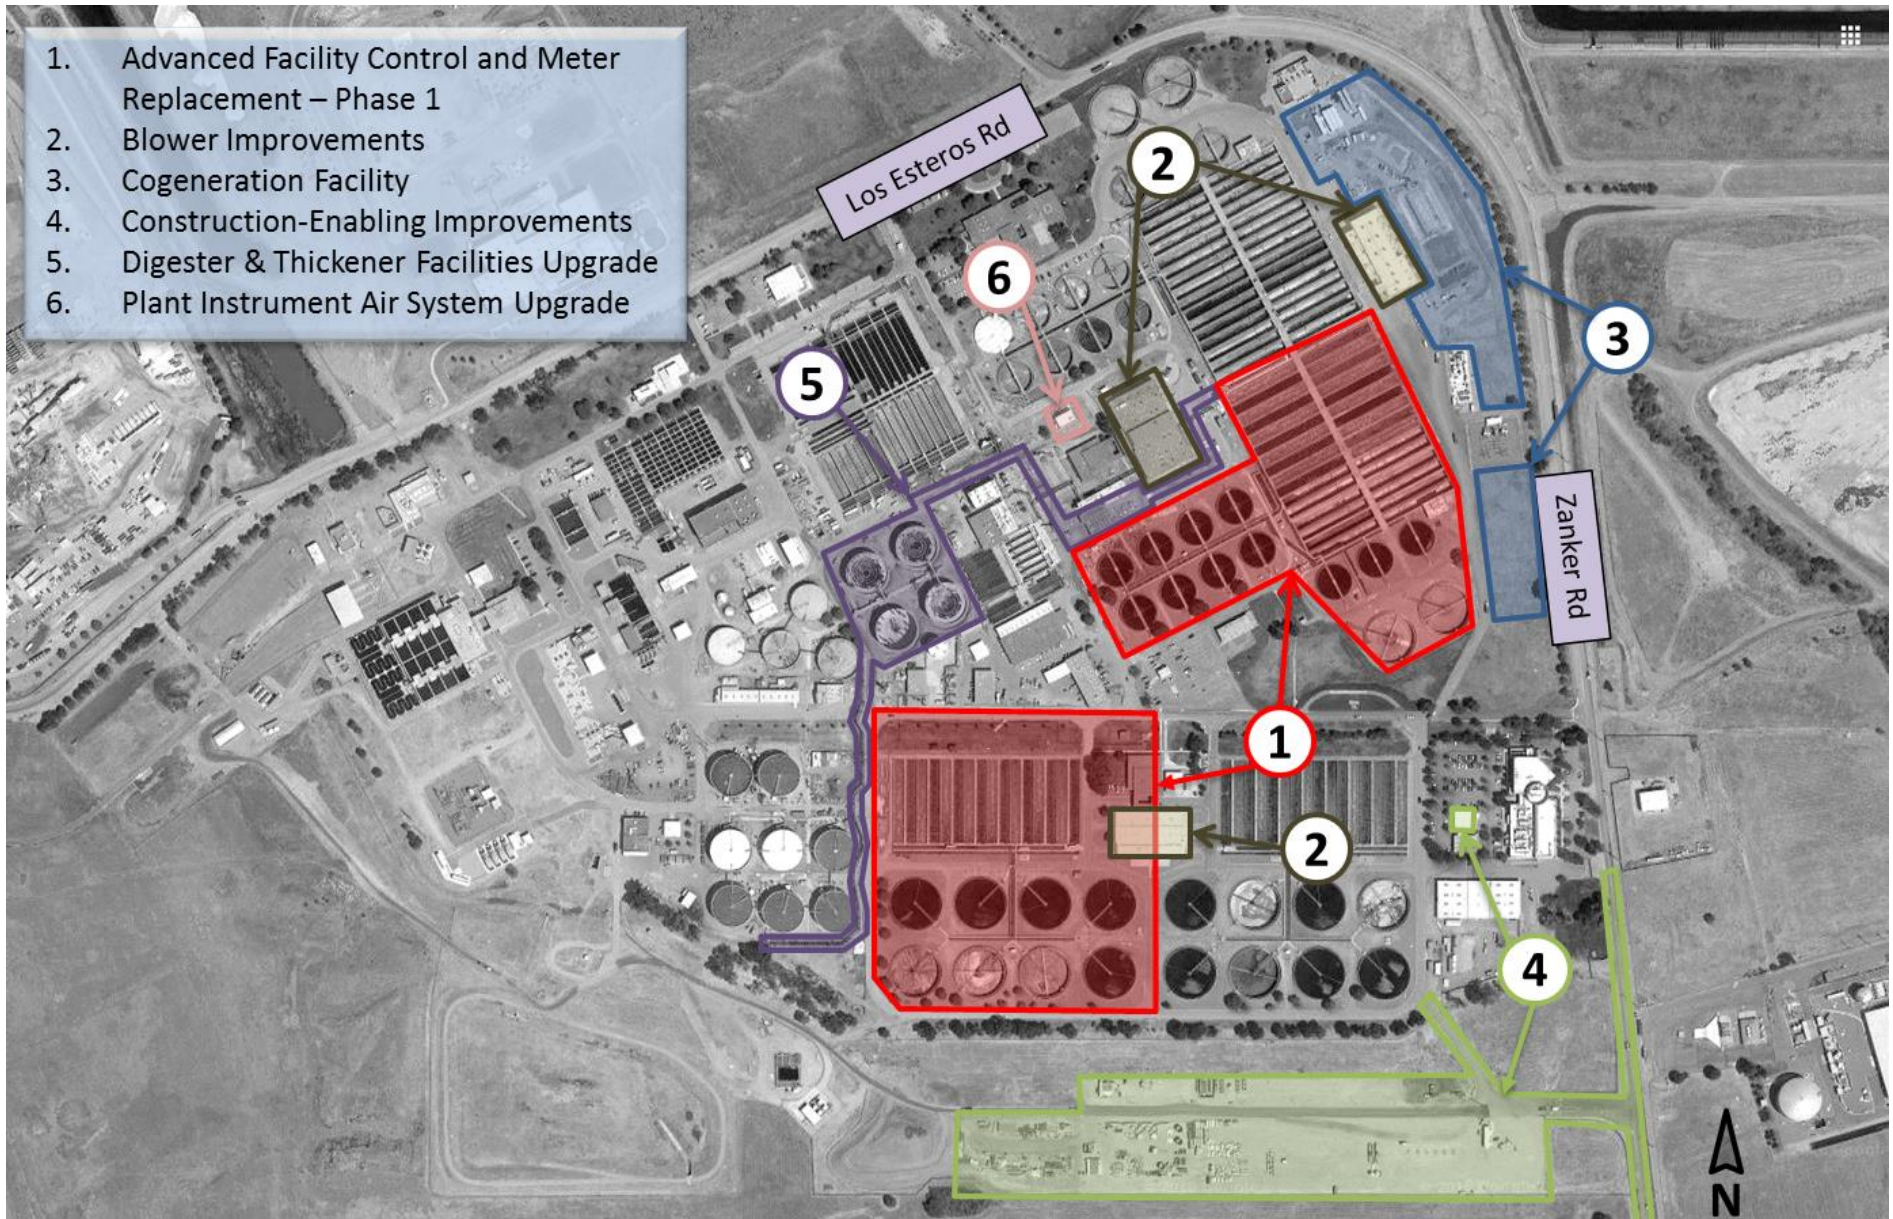 1. Advanced Facility Control and Meter
Replacement – Phase 1
2. Blower Improvements
3. Cogeneration Facility
4. Construction-Enabling Improvements
5. Digester & Thickener Facilities Upgrade
6. Plant Instrument Air System Upgrade
Los Esteros Rd
2
6
3
5
Zanker Rd
1
2
4
N